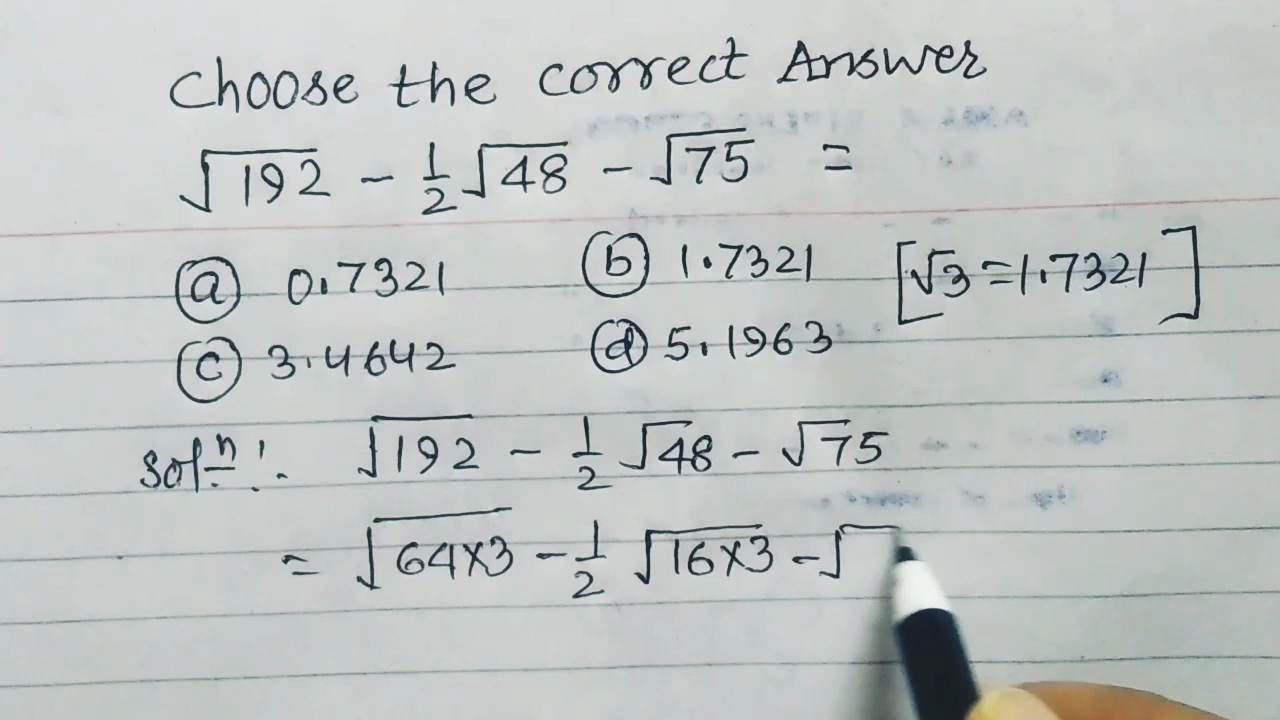 Choose the correct Answer
√192 - 1/2 √48 - √75 =
ⓐ 0.7321 ⓑ 1.7321 [√3 = 1.7321]
ⓒ 3.4642 ⓓ 5.1963
Solⁿ:- √192 - 1/2 √48 - √75
= √64×3 - 1/2 √16×3 - √